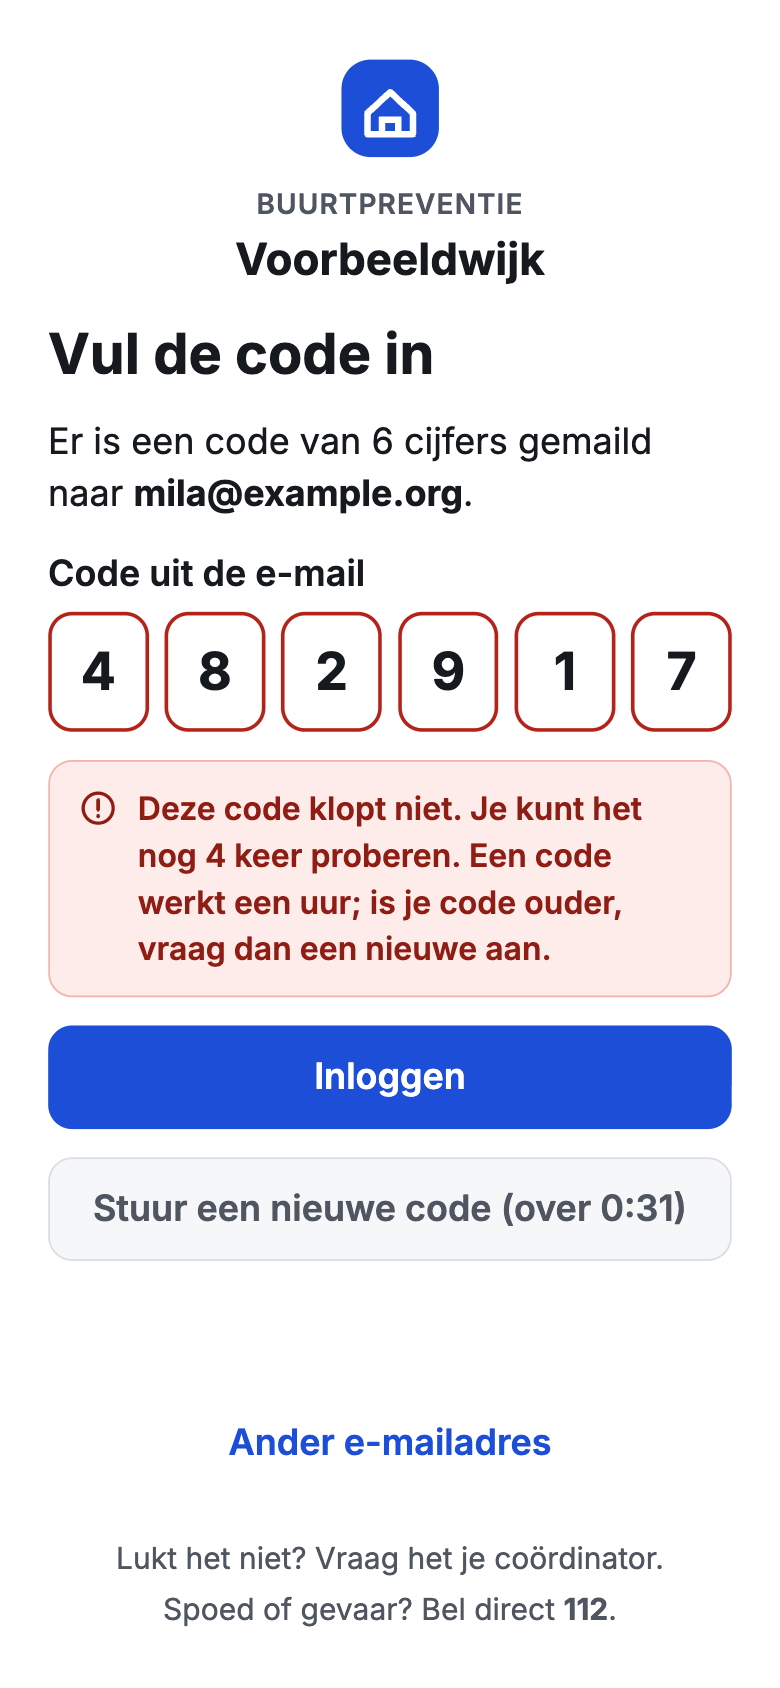 BUURTPREVENTIE
Voorbeeldwijk
Vul de code in
Er is een code van 6 cijfers gemaild
naar mila@example.org.
Code uit de e-mail
4 8 2 9 1 7
Deze code klopt niet. Je kunt het
nog 4 keer proberen. Een code
werkt een uur; is je code ouder,
vraag dan een nieuwe aan.
Inloggen
Stuur een nieuwe code (over 0:31)
Ander e-mailadres
Lukt het niet? Vraag het je coördinator.
Spoed of gevaar? Bel direct 112.